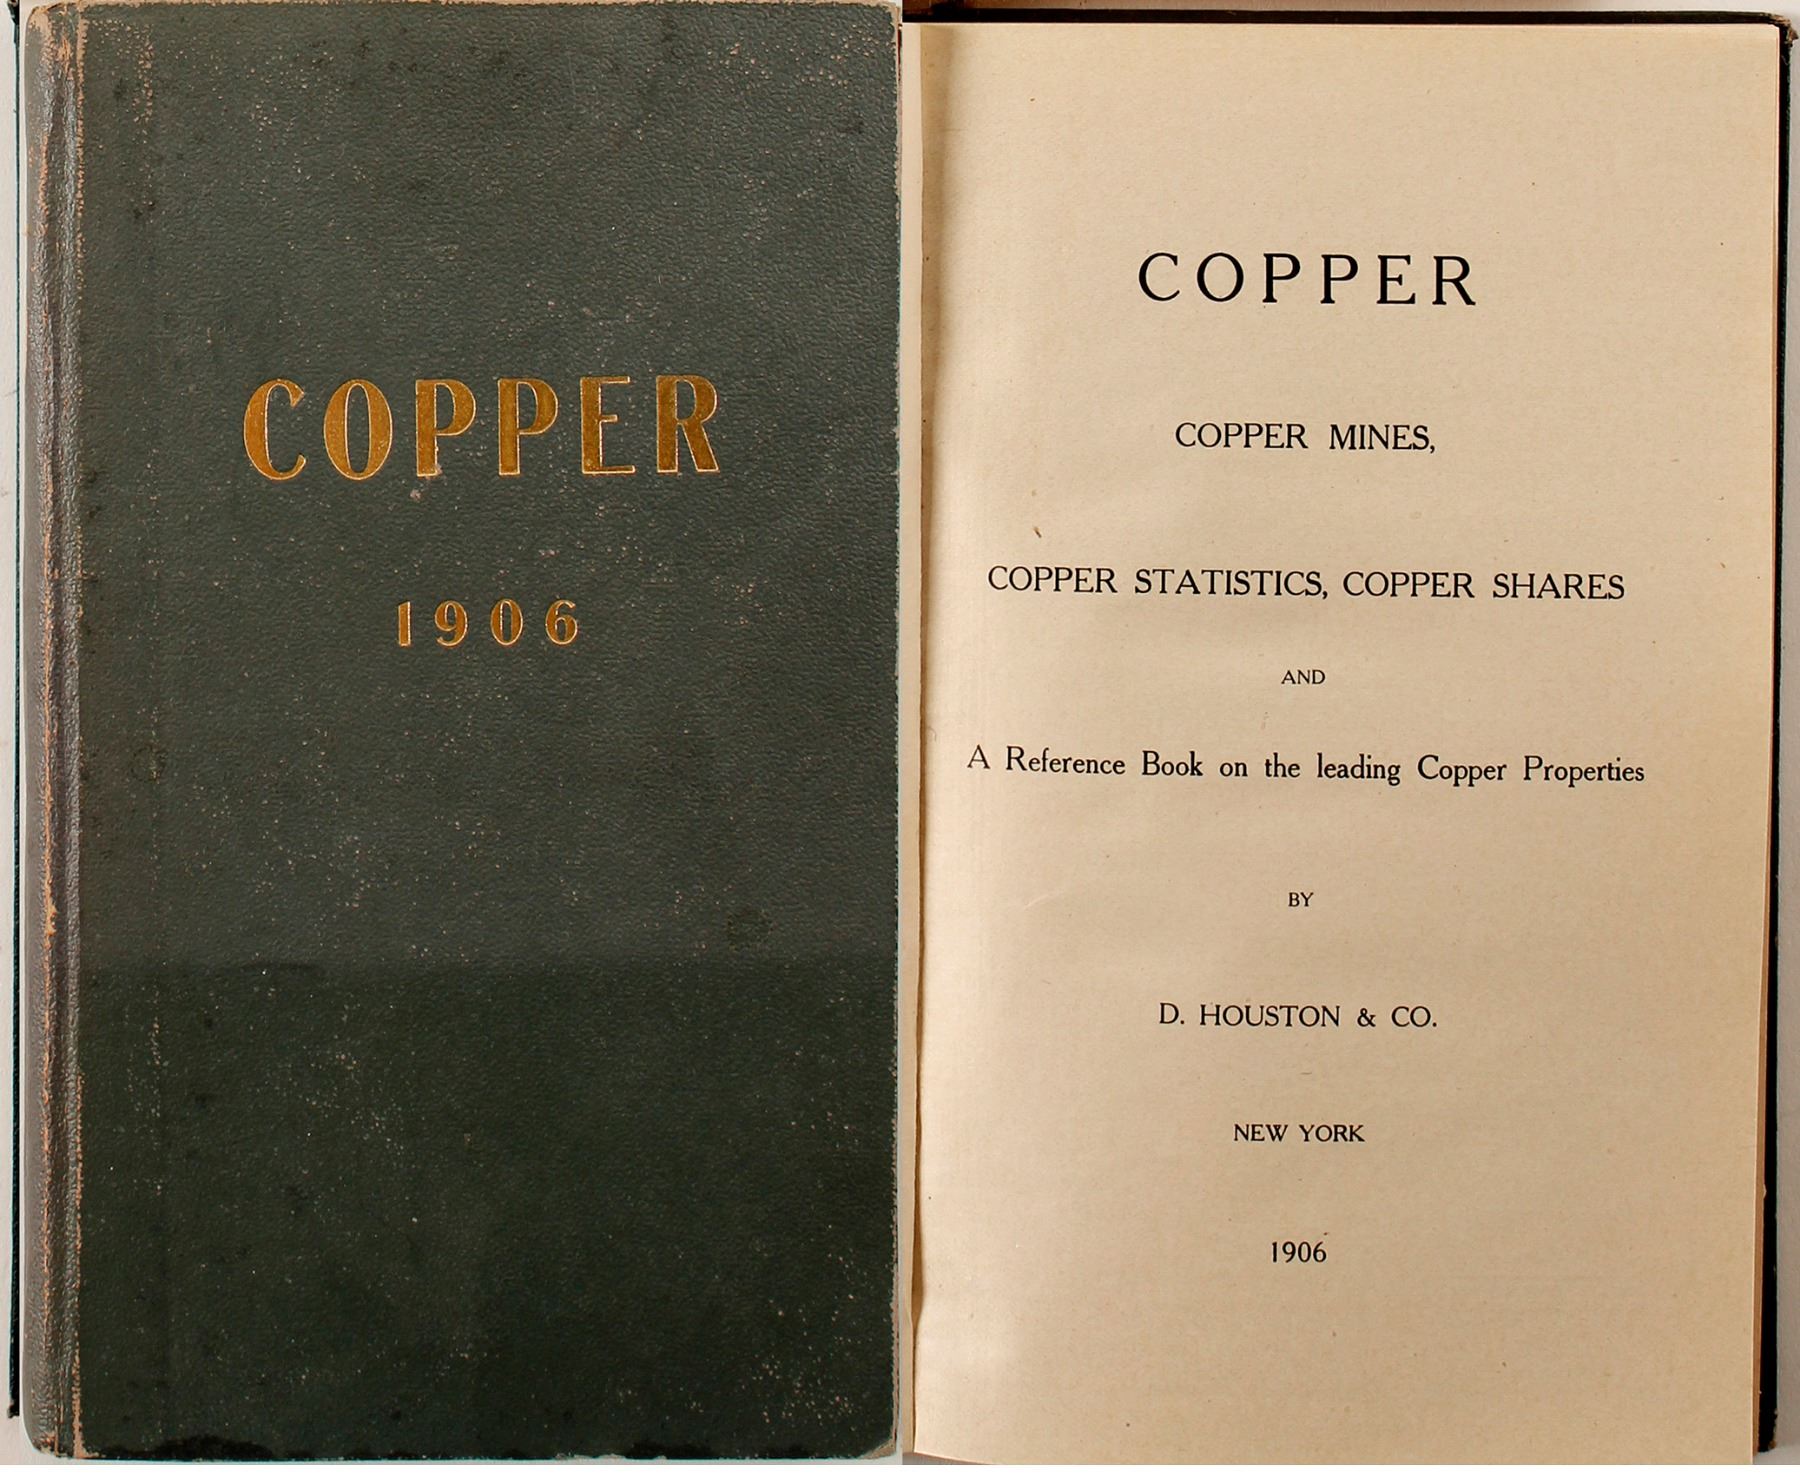 COPPER
1906
COPPER
COPPER MINES,
COPPER STATISTICS, COPPER SHARES
AND
A Reference Book on the leading Copper Properties
BY
D. HOUSTON & CO.
NEW YORK
1906